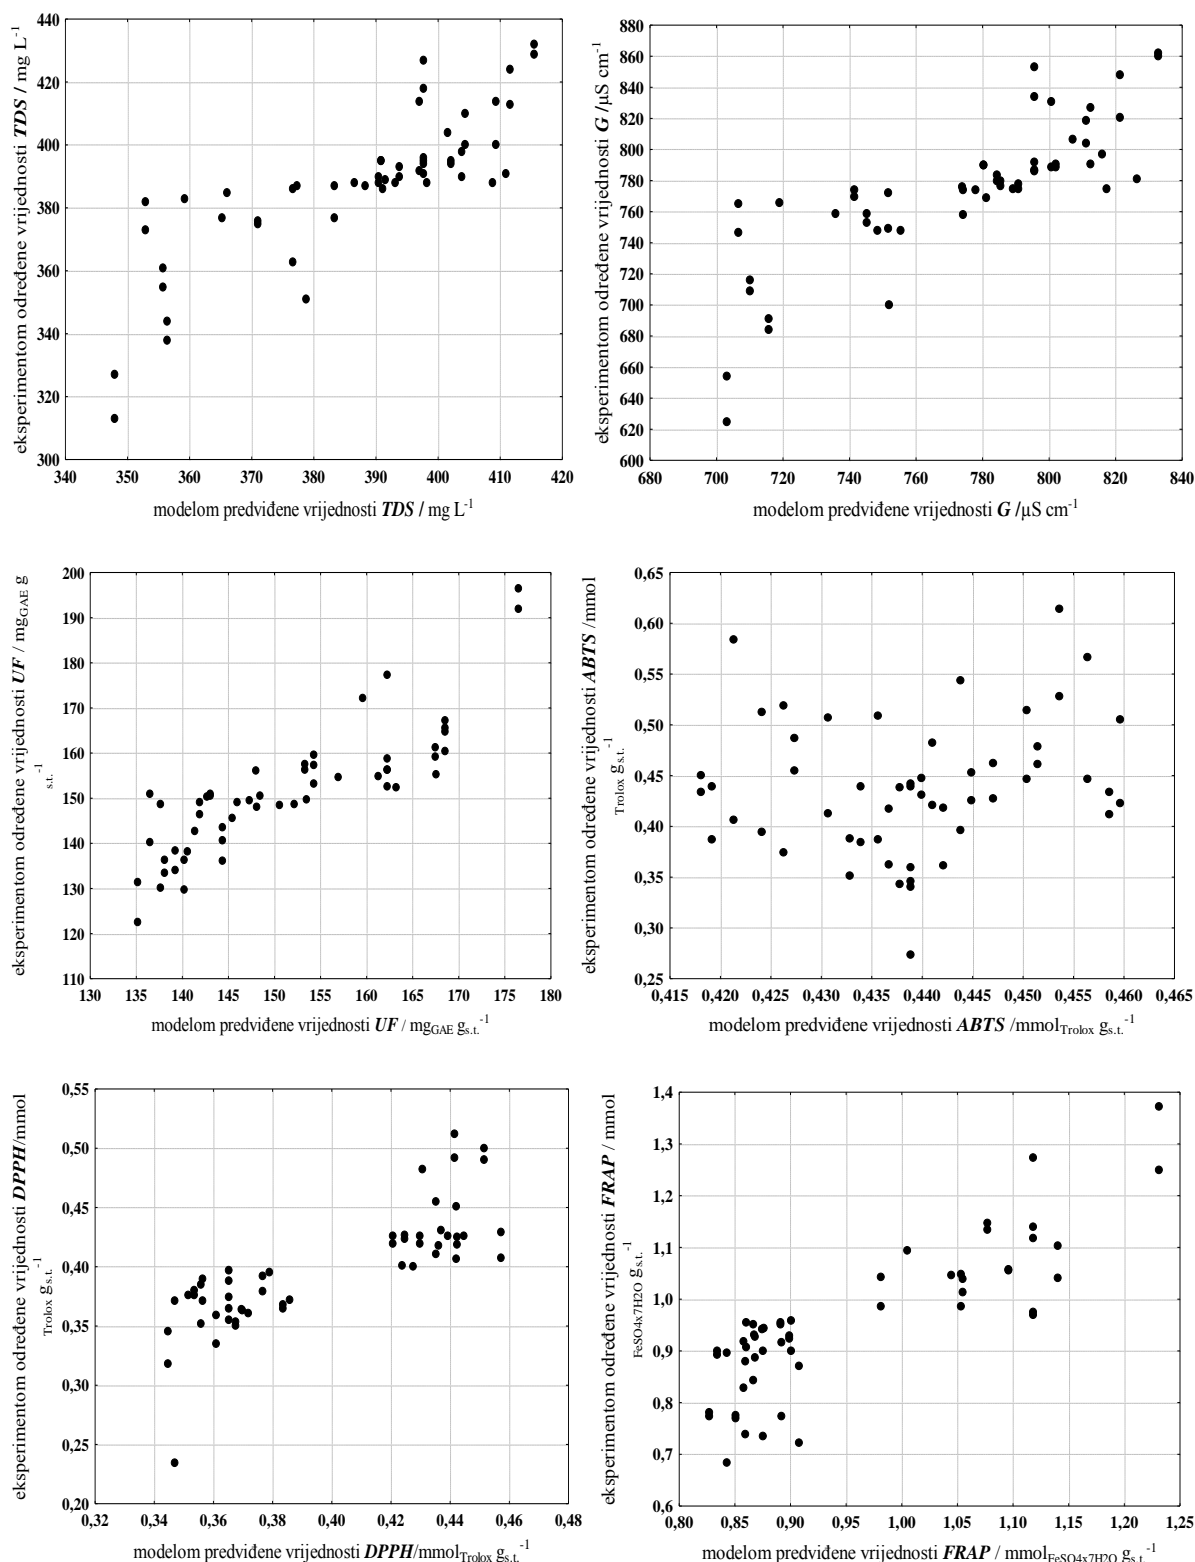 eksperimentom određene vrijednosti TDS / mg L-1
440
420
400
380
360
340
320
300
340 350 360 370 380 390 400 410 420
modelom predviđene vrijednosti TDS / mg L-1
eksperimentom određene vrijednosti G /µS cm-1
880
860
840
820
800
780
760
740
720
700
680
660
640
620
600
680 700 720 740 760 780 800 820 840
modelom predviđene vrijednosti G /µS cm-1
eksperimentom određene vrijednosti UF / mgGAE g
s.t.-1
200
190
180
170
160
150
140
130
120
110
130 135 140 145 150 155 160 165 170 175 180
modelom predviđene vrijednosti UF / mgGAE gs.t.-1
eksperimentom određene vrijednosti ABTS /mmol
Trolox gs.t.-1
0,65
0,60
0,55
0,50
0,45
0,40
0,35
0,30
0,25
0,415 0,420 0,425 0,430 0,435 0,440 0,445 0,450 0,455 0,460 0,465
modelom predviđene vrijednosti ABTS /mmolTrolox gs.t.-1
eksperimentom određene vrijednosti DPPH/mmol
Trolox gs.t.-1
0,55
0,50
0,45
0,40
0,35
0,30
0,25
0,20
0,32 0,34 0,36 0,38 0,40 0,42 0,44 0,46 0,48
modelom predviđene vrijednosti DPPH/mmolTrolox gs.t.-1
eksperimentom određene vrijednosti FRAP / mmol
FeSO4x7H2O gs.t.-1
1,4
1,3
1,2
1,1
1,0
0,9
0,8
0,7
0,6
0,80 0,85 0,90 0,95 1,00 1,05 1,10 1,15 1,20 1,25
modelom predviđene vrijednosti FRAP / mmolFeSO4x7H2O gs.t.-1